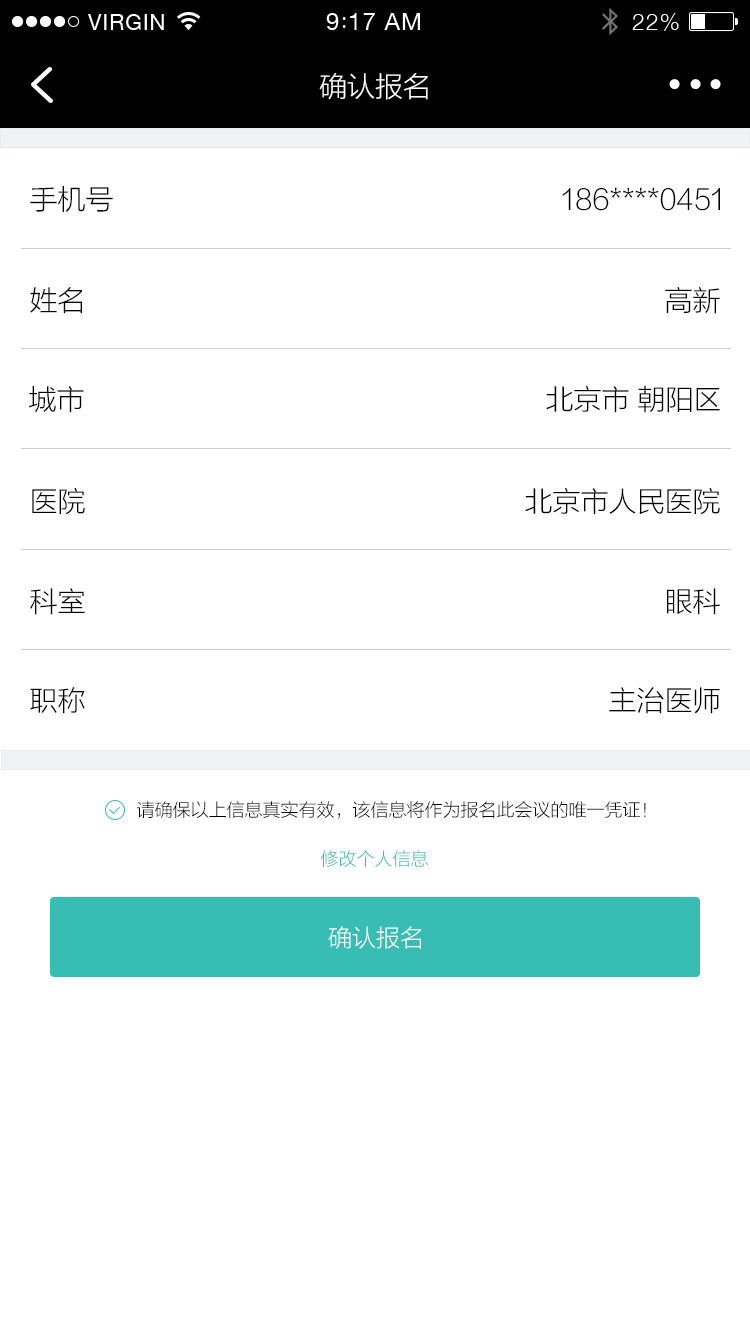 VIRGIN 9:17 AM 22%
确认报名
手机号 186****0451
姓名 高新
城市 北京市 朝阳区
医院 北京市人民医院
科室 眼科
职称 主治医师
请确保以上信息真实有效，该信息将作为报名此会议的唯一凭证！
修改个人信息
确认报名